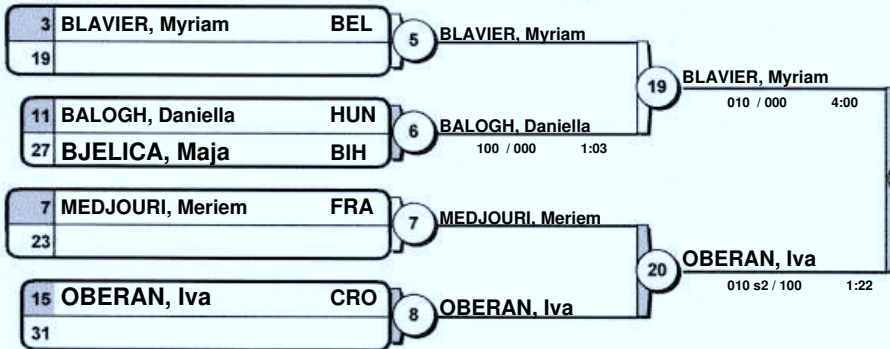 3 BLAVIER, Myriam BEL
19
5 BLAVIER, Myriam
11 BALOGH, Daniella HUN
27 BJELICA, Maja BIH
6 BALOGH, Daniella
100 / 000 1:03
19 BLAVIER, Myriam
010 / 000 4:00
7 MEDJOURI, Meriem FRA
23
7 MEDJOURI, Meriem
15 OBERAN, Iva CRO
31
8 OBERAN, Iva
20 OBERAN, Iva
010 s2 / 100 1:22